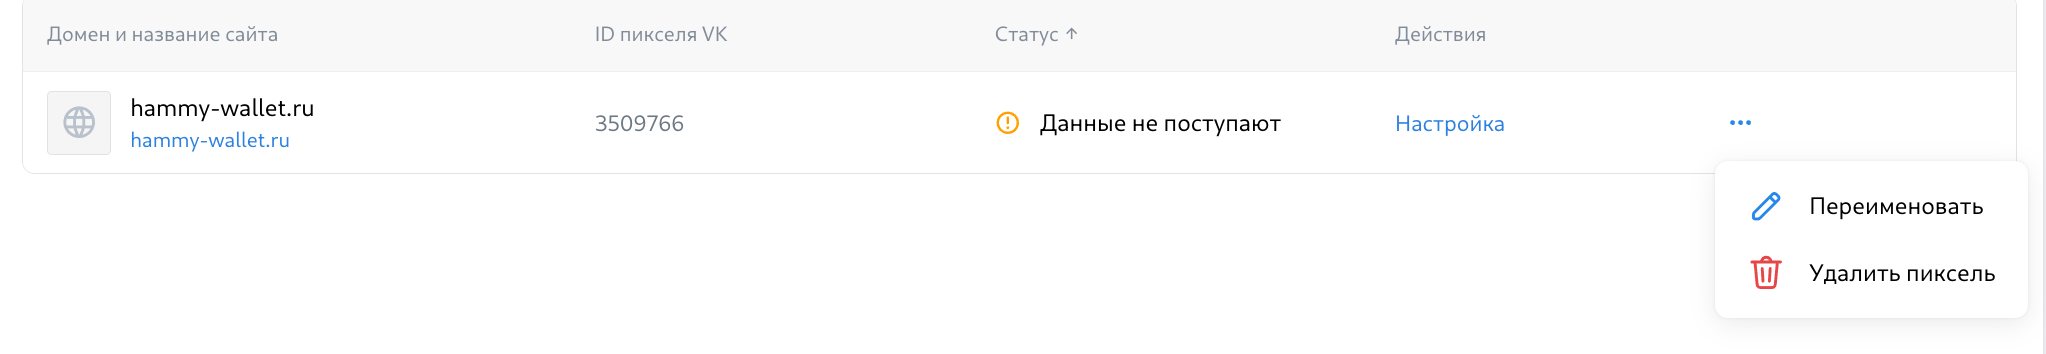 Домен и название сайта ID пикселя VK Статус ↑ Действия
hammy-wallet.ru
hammy-wallet.ru
3509766 Данные не поступают Настройка ...
Переименовать
Удалить пиксель